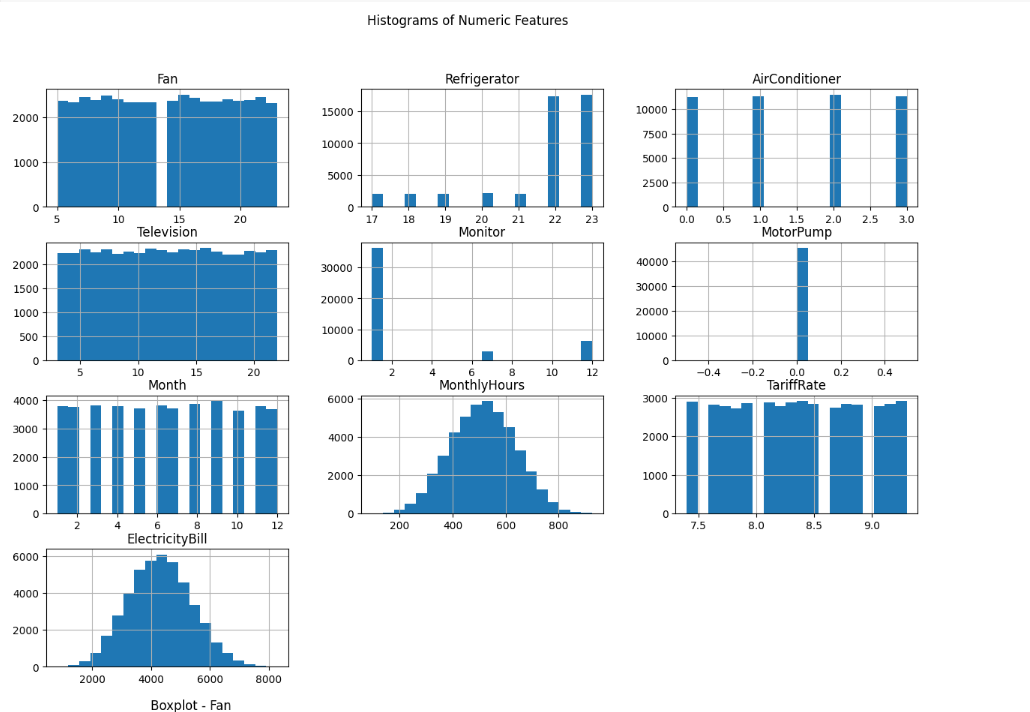 Histograms of Numeric Features
Fan Refrigerator AirConditioner
2000
1000
0
5 10 15 20
15000
10000
5000
0
17 18 19 20 21 22 23
10000
7500
5000
2500
0
0.0 0.5 1.0 1.5 2.0 2.5 3.0
Television Monitor MotorPump
2000
1500
1000
500
0
5 10 15 20
30000
20000
10000
0
2 4 6 8 10 12
40000
30000
20000
10000
0
−0.4 −0.2 0.0 0.2 0.4
Month MonthlyHours TariffRate
4000
3000
2000
1000
0
2 4 6 8 10 12
6000
4000
2000
0
200 400 600 800
3000
2000
1000
0
7.5 8.0 8.5 9.0
ElectricityBill
6000
4000
2000
0
2000 4000 6000 8000
Boxplot - Fan